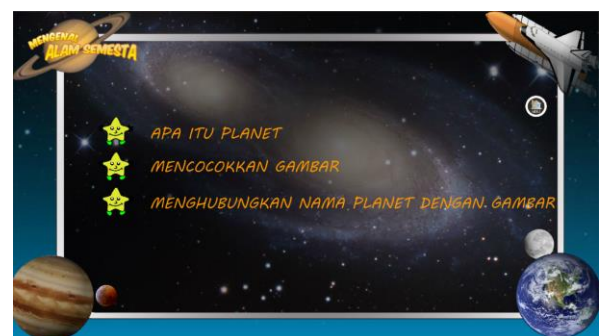 MENGENAL
ALAM SEMESTA
APA ITU PLANET
MENCOCOKKAN GAMBAR
MENGHUBUNGKAN NAMA PLANET DENGAN GAMBAR